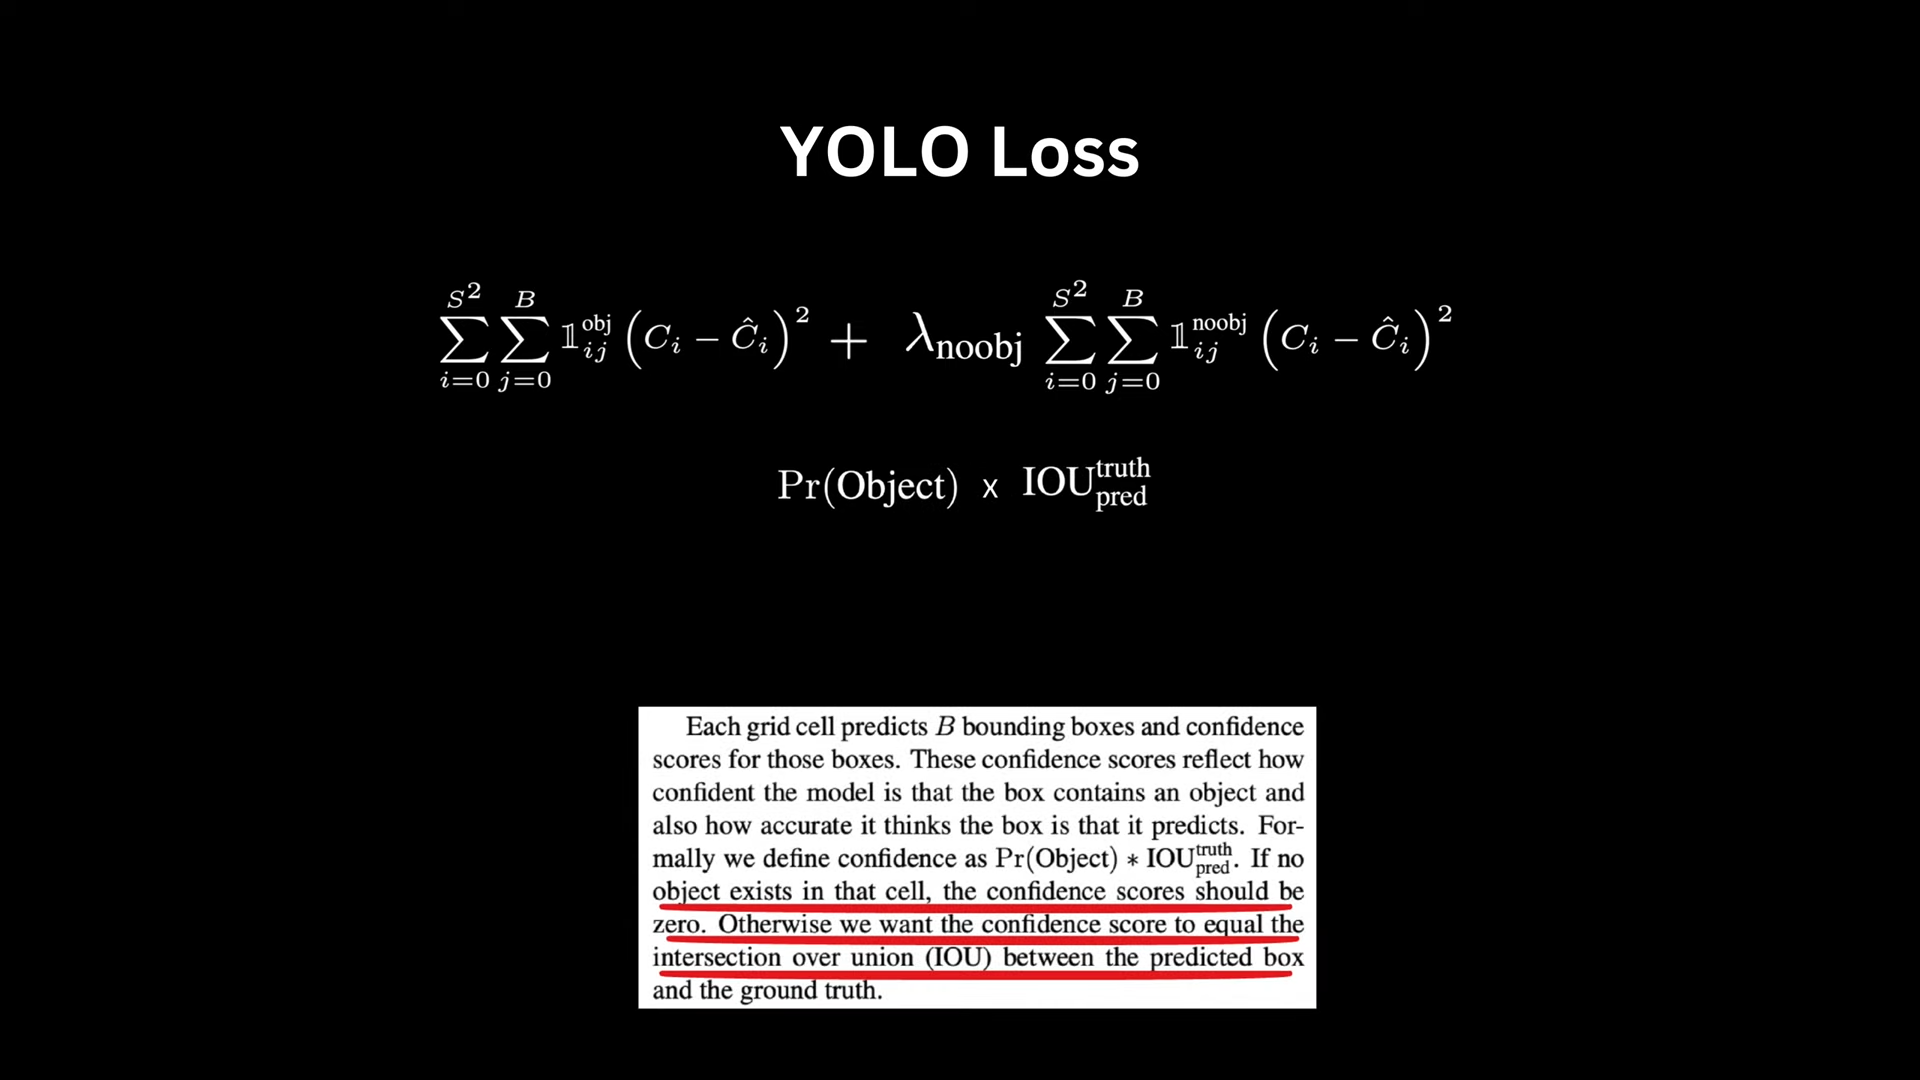 YOLO Loss
$\sum_{i=0}^{S^2} \sum_{j=0}^{B} \mathbb{1}_{ij}^{\text{obj}} \left( C_i - \hat{C}_i \right)^2 + \lambda_{\text{noobj}} \sum_{i=0}^{S^2} \sum_{j=0}^{B} \mathbb{1}_{ij}^{\text{noobj}} \left( C_i - \hat{C}_i \right)^2$
$\Pr(\text{Object}) \text{ x } \text{IOU}_{\text{pred}}^{\text{truth}}$
Each grid cell predicts $B$ bounding boxes and confidence
scores for those boxes. These confidence scores reflect how
confident the model is that the box contains an object and
also how accurate it thinks the box is that it predicts. For-
mally we define confidence as $\Pr(\text{Object}) * \text{IOU}_{\text{pred}}^{\text{truth}}$. If no
object exists in that cell, the confidence scores should be
zero. Otherwise we want the confidence score to equal the
intersection over union (IOU) between the predicted box
and the ground truth.